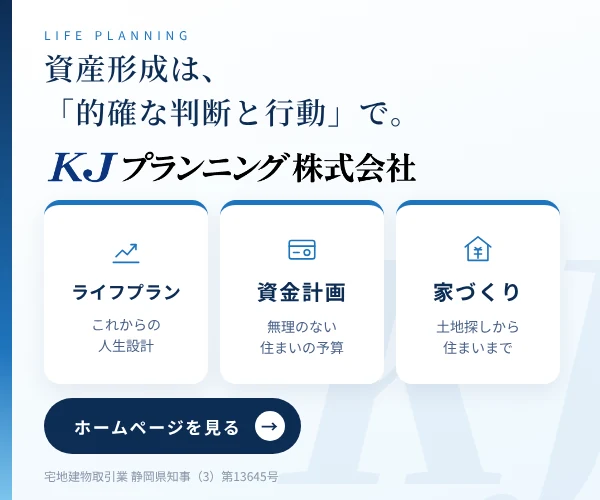 LIFE PLANNING
資産形成は、
「的確な判断と行動」で。
KJプランニング株式会社
ライフプラン
これからの
人生設計
資金計画
無理のない
住まいの予算
家づくり
土地探しから
住まいまで
ホームページを見る
宅地建物取引業 静岡県知事（3）第13645号